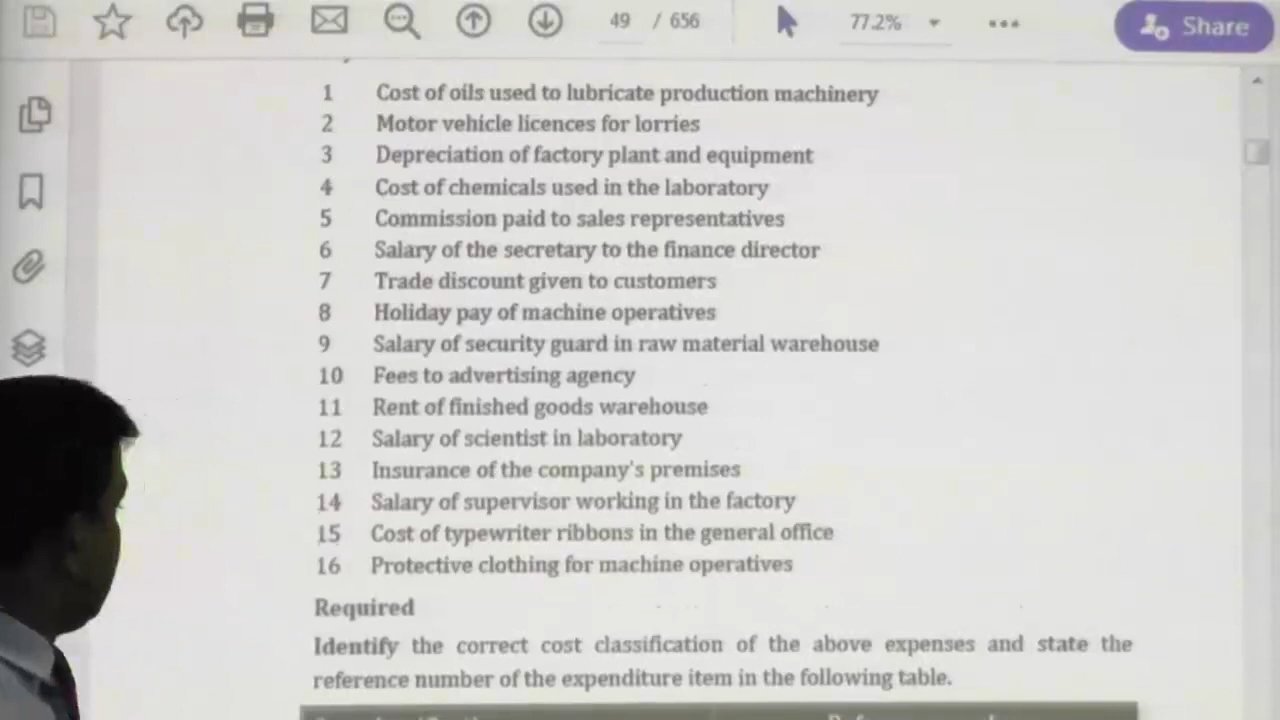 49 / 656
77.2%
Share
1 Cost of oils used to lubricate production machinery
2 Motor vehicle licences for lorries
3 Depreciation of factory plant and equipment
4 Cost of chemicals used in the laboratory
5 Commission paid to sales representatives
6 Salary of the secretary to the finance director
7 Trade discount given to customers
8 Holiday pay of machine operatives
9 Salary of security guard in raw material warehouse
10 Fees to advertising agency
11 Rent of finished goods warehouse
12 Salary of scientist in laboratory
13 Insurance of the company's premises
14 Salary of supervisor working in the factory
15 Cost of typewriter ribbons in the general office
16 Protective clothing for machine operatives
Required
Identify the correct cost classification of the above expenses and state the
reference number of the expenditure item in the following table.